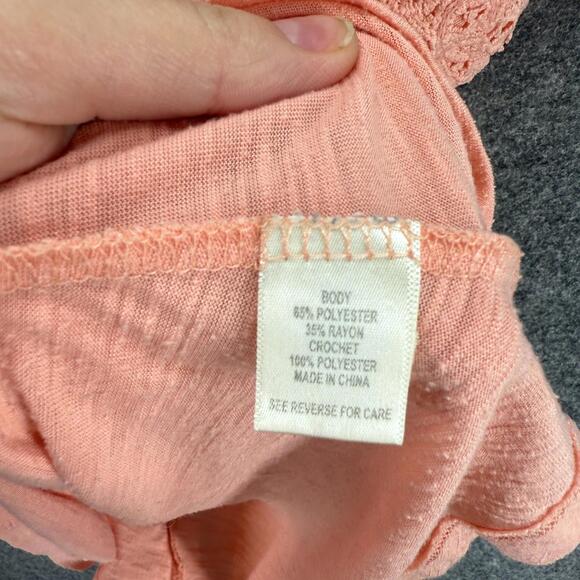 BODY
65% POLYESTER
35% RAYON
CROCHET
100% POLYESTER
MADE IN CHINA
SEE REVERSE FOR CARE